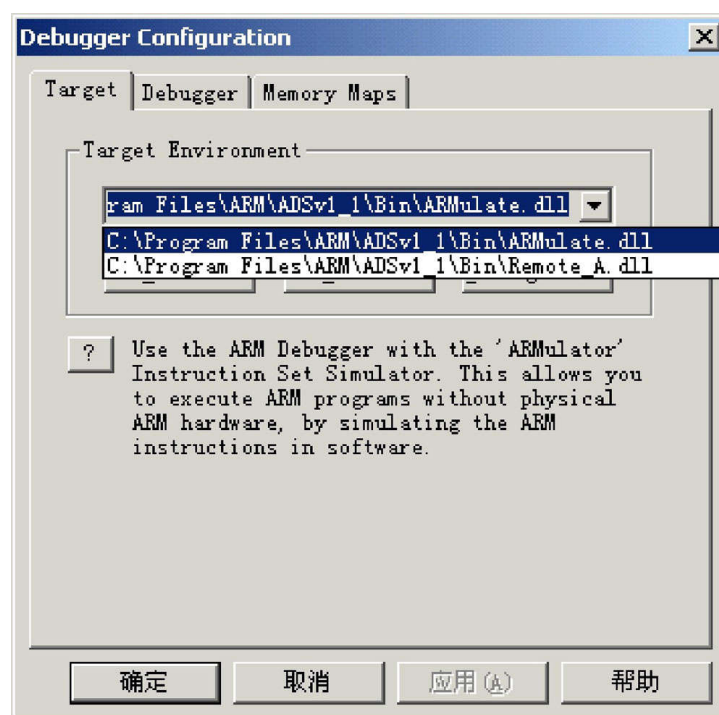 Debugger Configuration
Target
Debugger
Memory Maps
Target Environment
ram Files\ARM\ADSv1_1\Bin\ARMulate.dll
C:\Program Files\ARM\ADSv1_1\Bin\ARMulate.dll
C:\Program Files\ARM\ADSv1_1\Bin\Remote_A.dll
? Use the ARM Debugger with the 'ARMulator'
Instruction Set Simulator. This allows you
to execute ARM programs without physical
ARM hardware, by simulating the ARM
instructions in software.
确定
取消
应用(A)
帮助